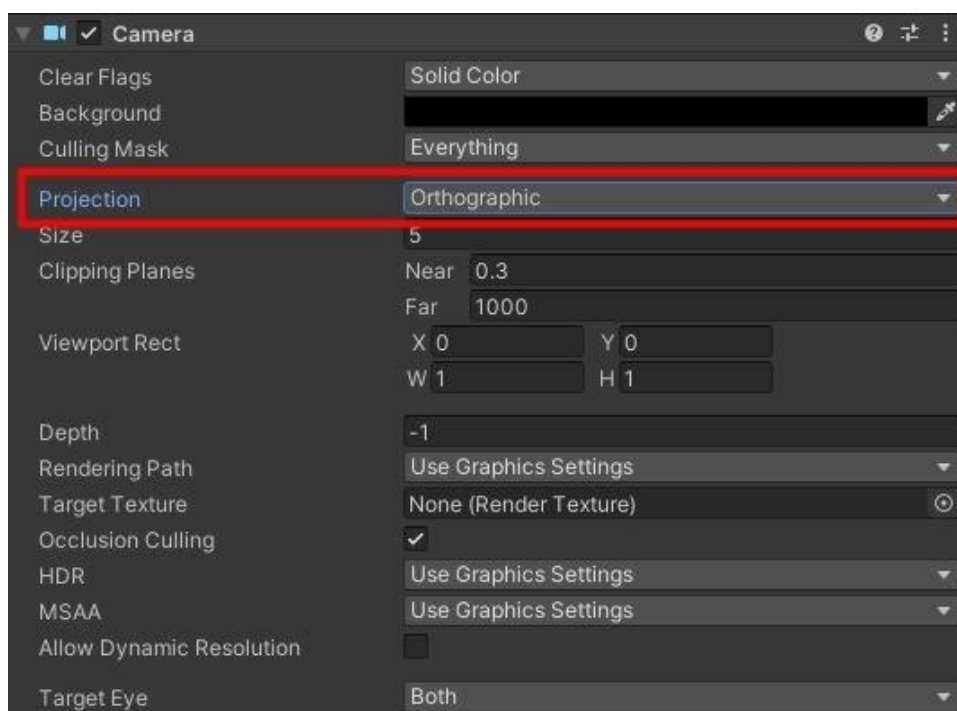 Camera
Clear Flags Solid Color
Background
Culling Mask Everything
Projection Orthographic
Size 5
Clipping Planes Near 0.3
Far 1000
Viewport Rect X 0 Y 0
W 1 H 1
Depth -1
Rendering Path Use Graphics Settings
Target Texture None (Render Texture)
Occlusion Culling
HDR Use Graphics Settings
MSAA Use Graphics Settings
Allow Dynamic Resolution
Target Eye Both